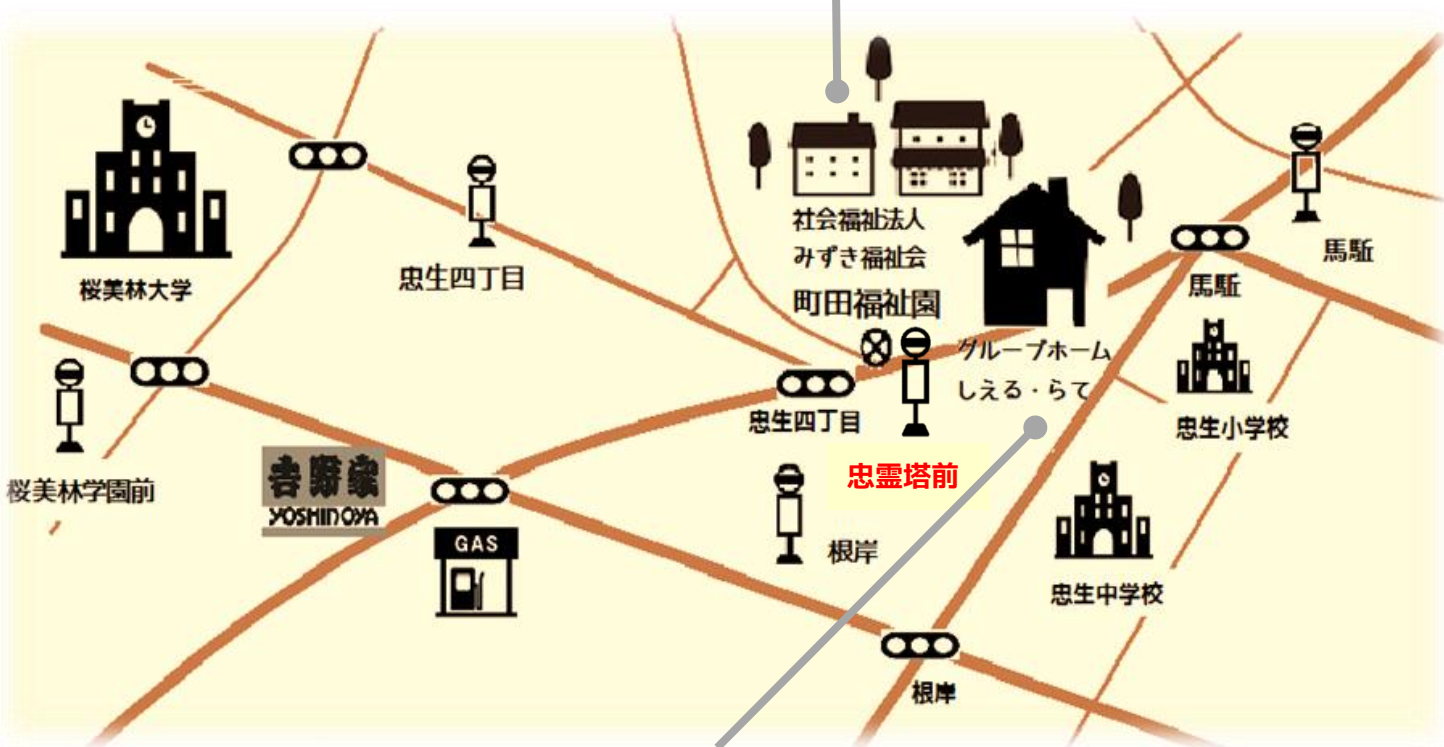 社会福祉法人
みずき福祉会
町田福祉園
馬駈
馬駈
忠生四丁目
桜美林大学
グループホーム
しえる・らて
忠生四丁目
忠生小学校
忠霊塔前
桜美林学園前
吉野家
YOSHINOYA
GAS
根岸
忠生中学校
根岸